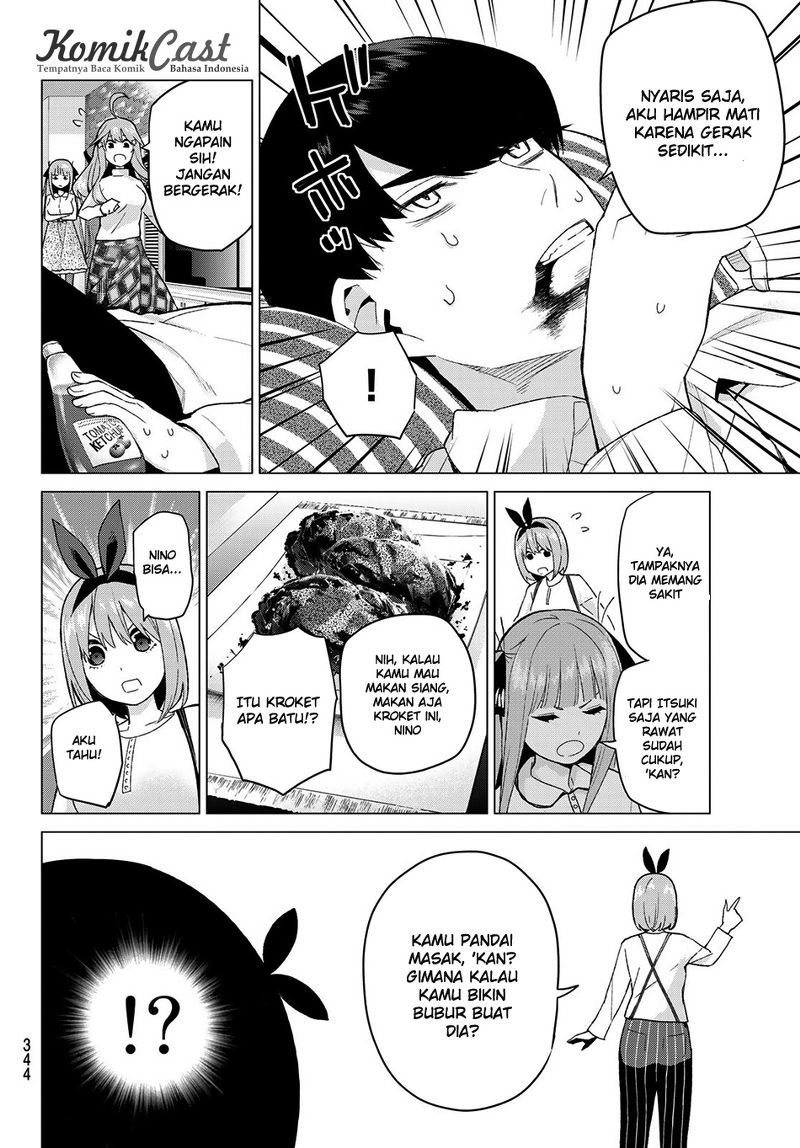 KomikCast
Tempatnya Baca Komik Bahasa Indonesia
NYARIS SAJA,
AKU HAMPIR MATI
KARENA GERAK
SEDIKIT...
ゲホ
!
KAMU
NGAPAIN
SIH! JANGAN
BERGERAK!
TOMATO
KETCHUP
YA,
TAMPAKNYA
DIA MEMANG
SAKIT
TAPI ITSUKI
SAJA YANG
RAWAT
SUDAH
CUKUP,
'KAN?
NIH, KALAU
KAMU MAU
MAKAN SIANG,
MAKAN AJA
KROKET INI,
NINO
ITU KROKET
APA BATU!?
NINO
BISA...
AKU
TAHU!
KAMU PANDAI
MASAK, 'KAN?
GIMANA KALAU
KAMU BIKIN
BUBUR BUAT
DIA?
!?
344